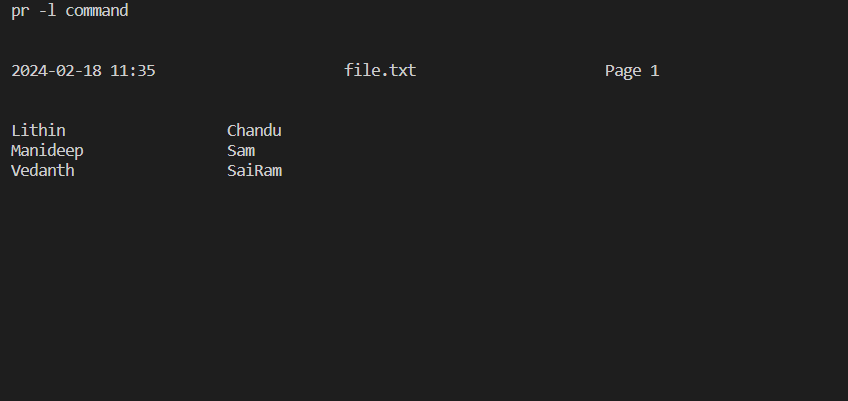 pr -l command
2024-02-18 11:35 file.txt Page 1
Lithin Chandu
Manideep Sam
Vedanth SaiRam